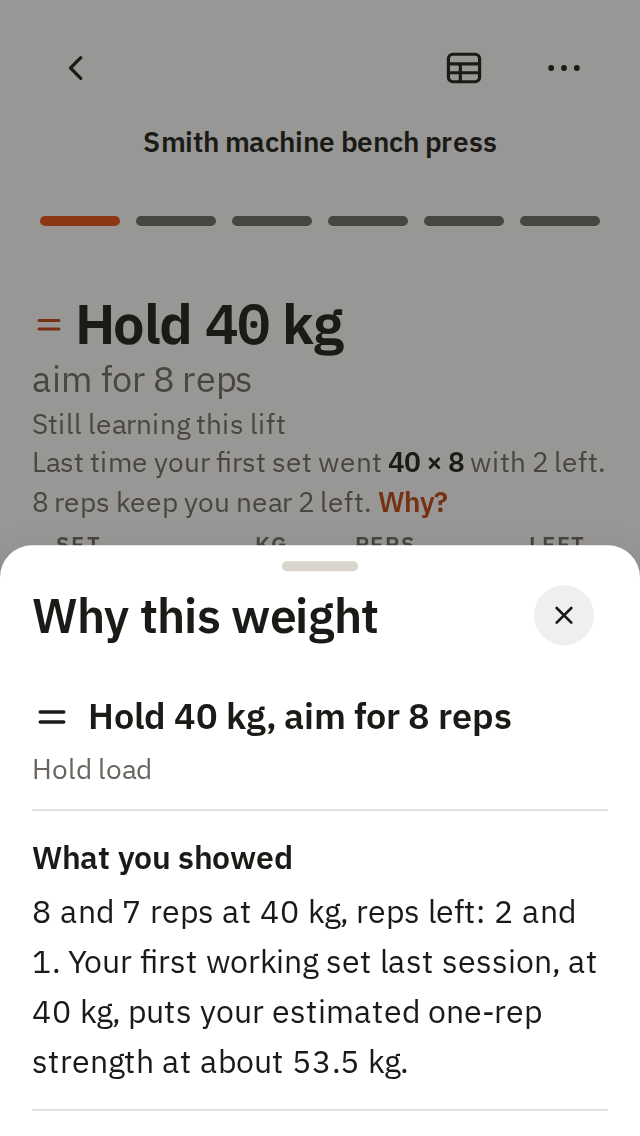 Smith machine bench press
= Hold 40 kg
aim for 8 reps
Still learning this lift
Last time your first set went 40 × 8 with 2 left.
8 reps keep you near 2 left. Why?
SET KG REPS LEFT
Why this weight
= Hold 40 kg, aim for 8 reps
Hold load
What you showed
8 and 7 reps at 40 kg, reps left: 2 and
1. Your first working set last session, at
40 kg, puts your estimated one-rep
strength at about 53.5 kg.